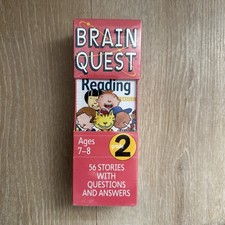 BRAIN
QUEST
Reading
Ages
7-8
2
56 STORIES
WITH
QUESTIONS
AND ANSWERS